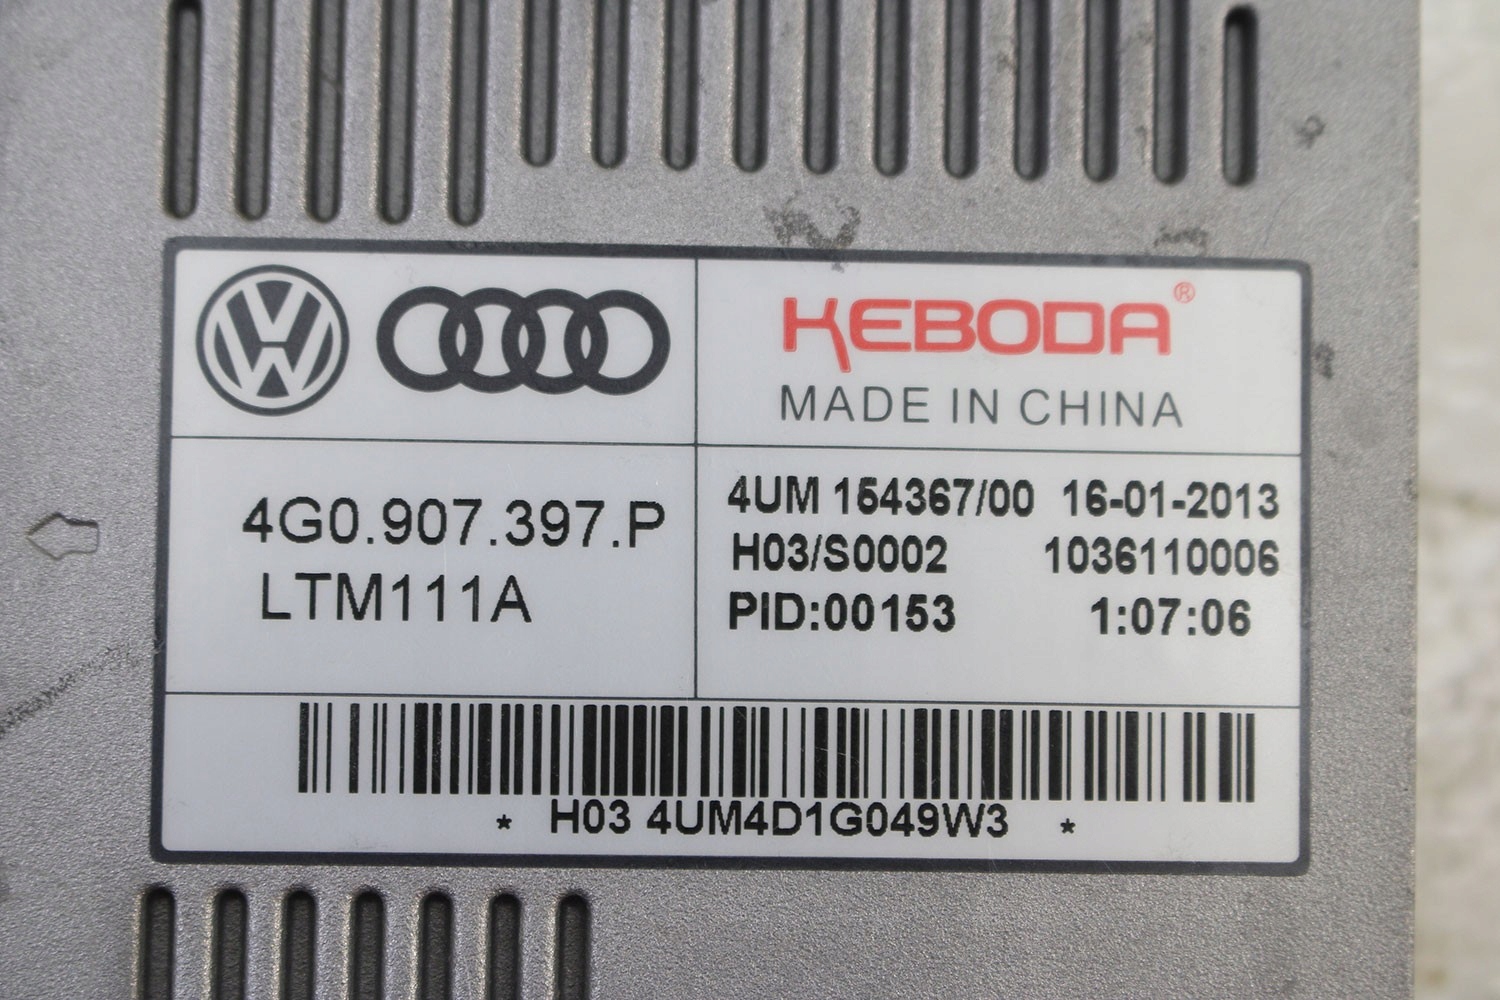 KEBODA®
MADE IN CHINA
4G0.907.397.P
LTM111A
4UM 154367/00 16-01-2013
H03/S0002 1036110006
PID:00153 1:07:06
* H03 4UM4D1G049W3 *